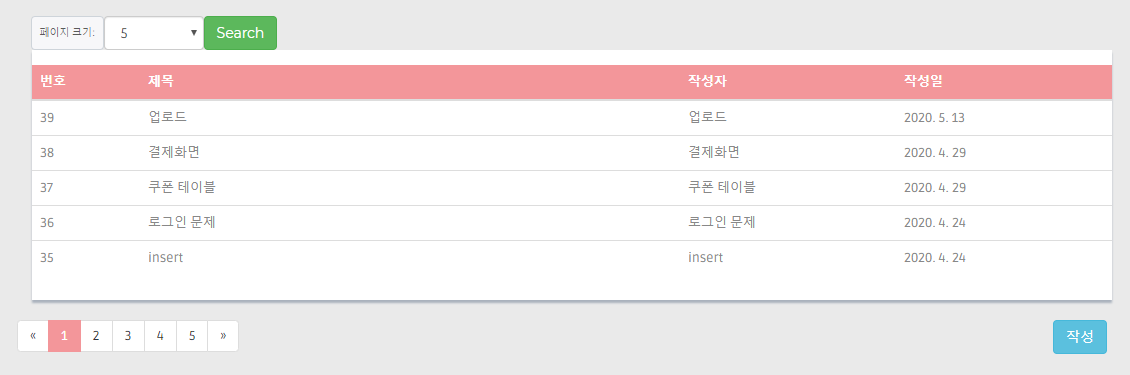 페이지 크기: 5 Search
번호 제목 작성자 작성일
39 업로드 업로드 2020. 5. 13
38 결제화면 결제화면 2020. 4. 29
37 쿠폰 테이블 쿠폰 테이블 2020. 4. 29
36 로그인 문제 로그인 문제 2020. 4. 24
35 insert insert 2020. 4. 24
« 1 2 3 4 5 » 작성